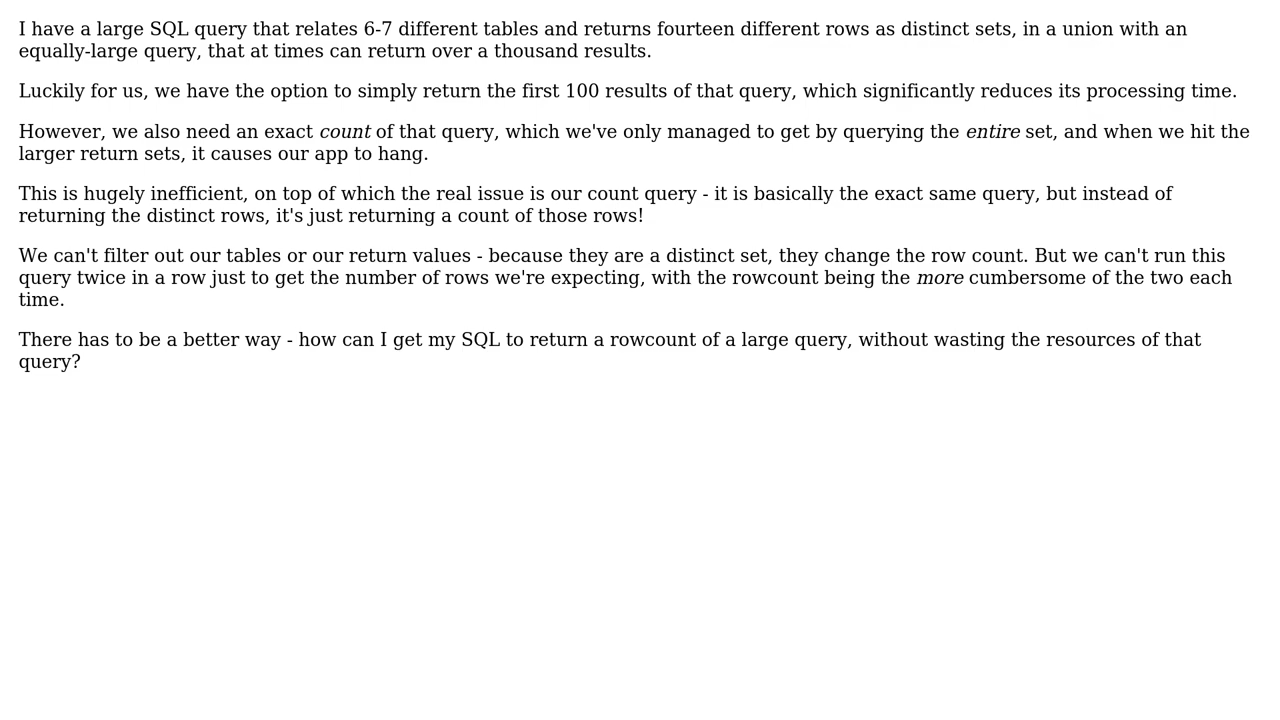 I have a large SQL query that relates 6-7 different tables and returns fourteen different rows as distinct sets, in a union with an
equally-large query, that at times can return over a thousand results.
Luckily for us, we have the option to simply return the first 100 results of that query, which significantly reduces its processing time.
However, we also need an exact count of that query, which we've only managed to get by querying the entire set, and when we hit the
larger return sets, it causes our app to hang.
This is hugely inefficient, on top of which the real issue is our count query - it is basically the exact same query, but instead of
returning the distinct rows, it's just returning a count of those rows!
We can't filter out our tables or our return values - because they are a distinct set, they change the row count. But we can't run this
query twice in a row just to get the number of rows we're expecting, with the rowcount being the more cumbersome of the two each
time.
There has to be a better way - how can I get my SQL to return a rowcount of a large query, without wasting the resources of that
query?